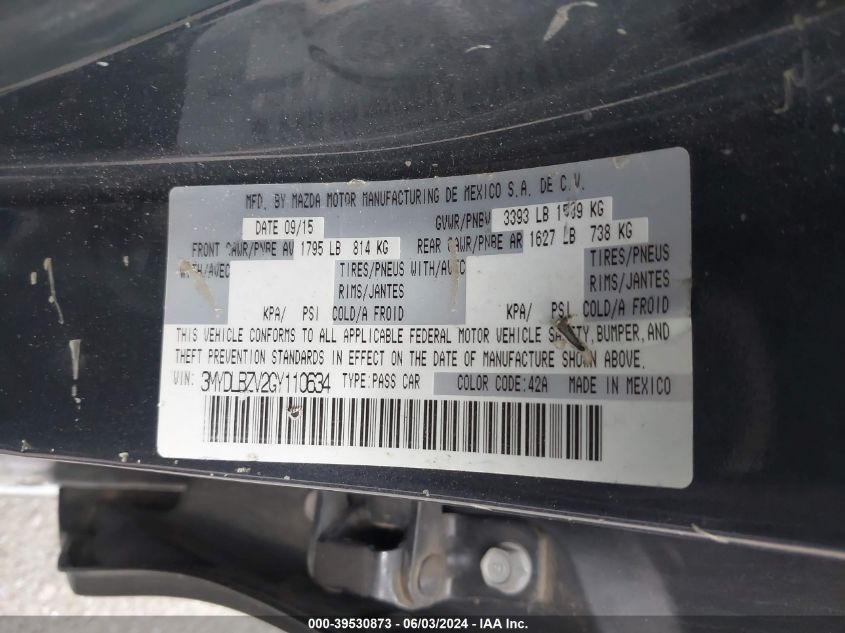 MFD. BY MAZDA MOTOR MANUFACTURING DE MEXICO S.A. DE C.V.
DATE 09/15 GVWR/PNBV 3393 LB 1539 KG
FRONT GAWR/PNBE AV 1795 LB 814 KG REAR GAWR/PNBE AR 1627 LB 738 KG
WITH/AVEC TIRES/PNEUS WITH/AVEC TIRES/PNEUS
RIMS/JANTES RIMS/JANTES
KPA/ PSI COLD/A FROID KPA/ PSI COLD/A FROID
THIS VEHICLE CONFORMS TO ALL APPLICABLE FEDERAL MOTOR VEHICLE SAFETY, BUMPER, AND
THEFT PREVENTION STANDARDS IN EFFECT ON THE DATE OF MANUFACTURE SHOWN ABOVE.
VIN: 3MYDLBZV2GY110634 TYPE:PASS CAR COLOR CODE:42A MADE IN MEXICO
000-39530873 - 06/03/2024 - IAA Inc.